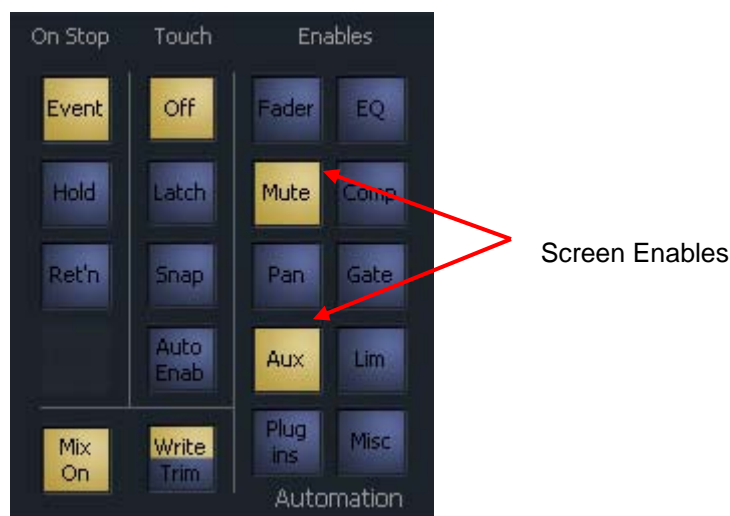 On Stop Touch Enables
Event Off Fader EQ
Hold Latch Mute Comp
Ret'n Snap Pan Gate
Screen Enables
Auto
Enab
Aux Lim
Mix
On
Write
Trim
Plug
ins
Misc
Automation